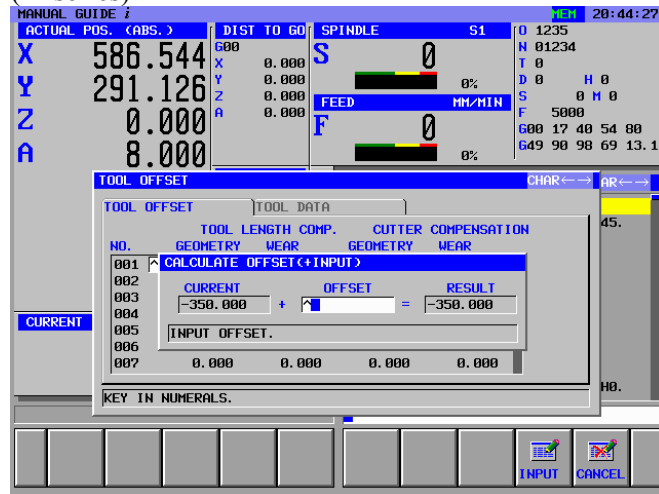 MANUAL GUIDE i MEM 20:44:27
ACTUAL POS. (ABS.) DIST TO GO SPINDLE S1 O 1235
X 586.544 G00 S 0 N 01234
X 0.000 T 0
Y 291.126 Y 0.000 0% D 0 H 0
Z 0.000 FEED MM/MIN S 0 M 0
Z 0.000 A 0.000 F 0 F 5000
G00 17 40 54 80
A 8.000 0% G49 90 98 69 13.1
TOOL OFFSET CHAR←→ AR←→
TOOL OFFSET TOOL DATA
45.
TOOL LENGTH COMP. CUTTER COMPENSATION
NO. GEOMETRY WEAR GEOMETRY WEAR
001 CALCULATE OFFSET(+INPUT)
002 CURRENT OFFSET RESULT
003 -350.000 + = -350.000
004
CURRENT
005 INPUT OFFSET.
006
007 0.000 0.000 0.000 0.000
H0.
KEY IN NUMERALS.
INPUT CANCEL